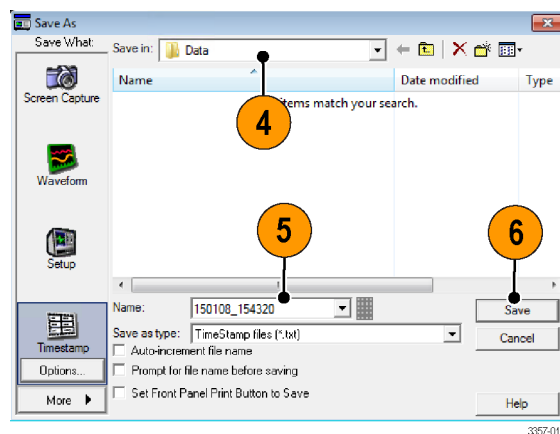 Save As
Save What:
Save in: Data
Name Date modified Type
items match your search.
4
Screen Capture
Waveform
Setup
5
6
Name: 150108_154320
Save
Save as type: TimeStamp files (*.txt)
Cancel
Timestamp
Auto-increment file name
Options...
Prompt for file name before saving
More
Set Front Panel Print Button to Save
Help
3357-01